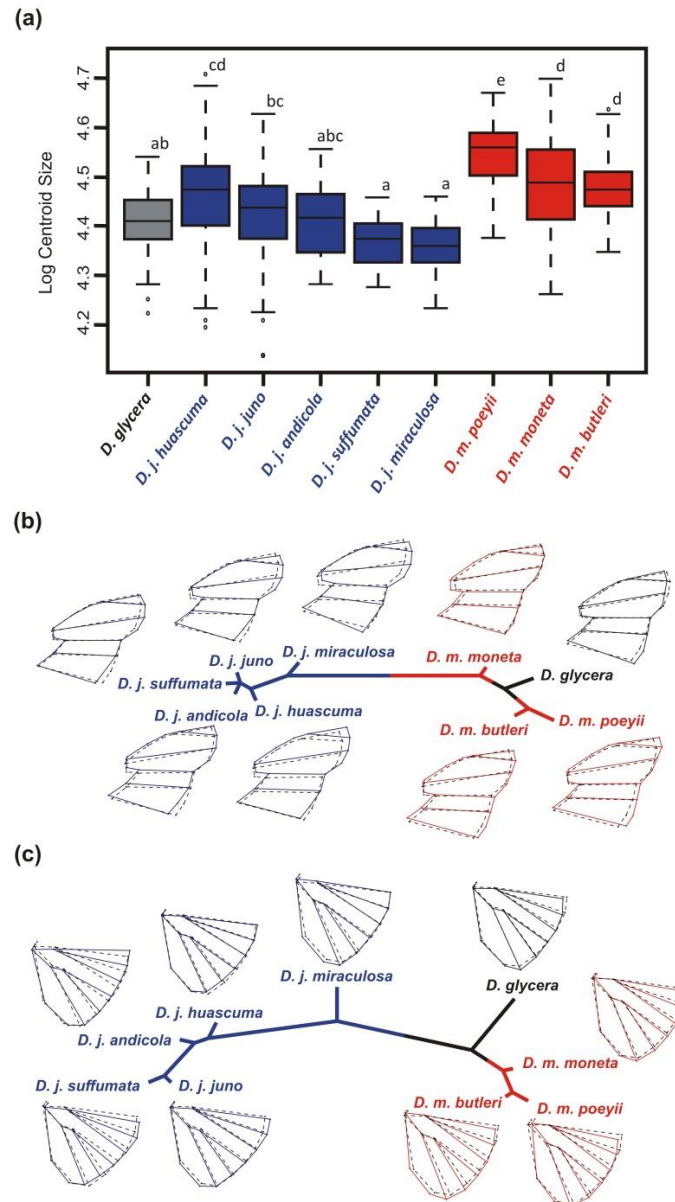 (a)
Log Centroid Size
4.7
4.6
4.5
4.4
4.3
4.2
ab
cd
bc
abc
a
a
e
d
d
D. glycera
D. j. huascuma
D. j. juno
D. j. andicola
D. j. suffumata
D. j. miraculosa
D. m. poeyii
D. m. moneta
D. m. butleri
(b)
D. j. juno
D. j. miraculosa
D. m. moneta
D. glycera
D. j. suffumata
D. j. andicola
D. j. huascuma
D. m. butleri
D. m. poeyii
(c)
D. j. miraculosa
D. glycera
D. j. huascuma
D. j. andicola
D. m. moneta
D. j. suffumata
D. j. juno
D. m. butleri
D. m. poeyii